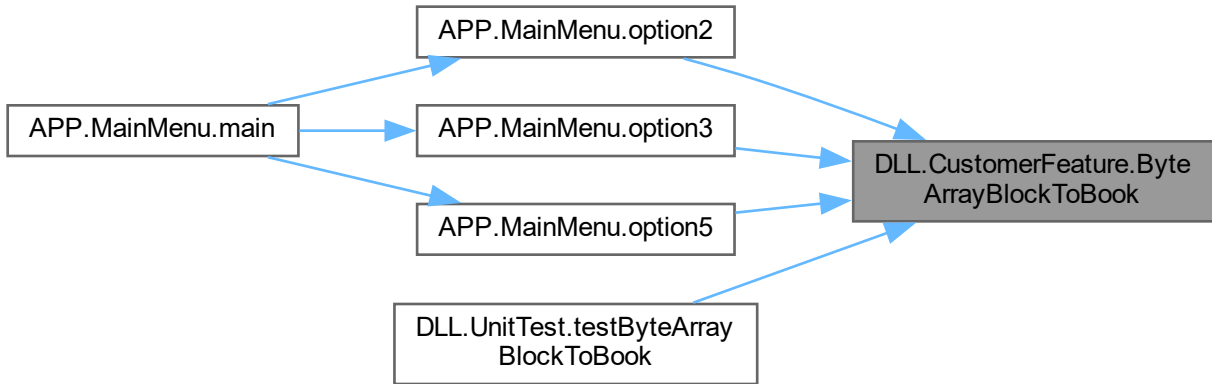 APP.MainMenu.option2
APP.MainMenu.main
APP.MainMenu.option3
DLL.CustomerFeature.Byte
ArrayBlockToBook
APP.MainMenu.option5
DLL.UnitTest.testByteArray
BlockToBook